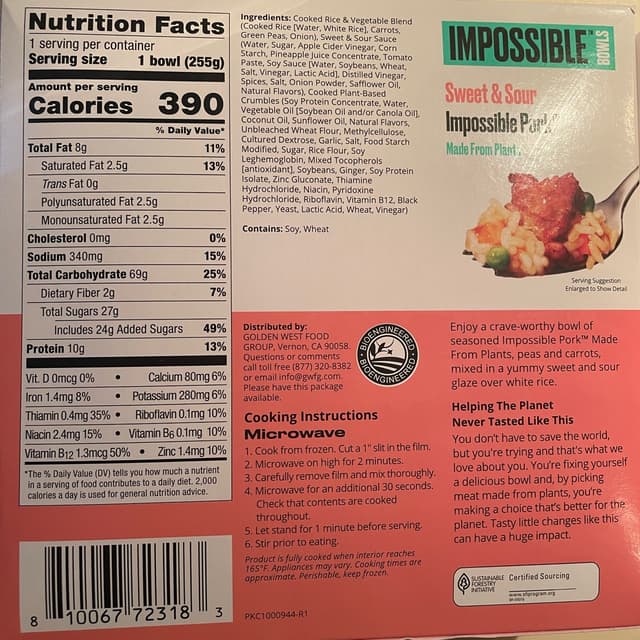 Nutrition Facts
1 serving per container
Serving size 1 bowl (255g)
Amount per serving
Calories 390
% Daily Value*
Total Fat 8g 11%
Saturated Fat 2.5g 13%
Trans Fat 0g
Polyunsaturated Fat 2.5g
Monounsaturated Fat 2.5g
Cholesterol 0mg 0%
Sodium 340mg 15%
Total Carbohydrate 69g 25%
Dietary Fiber 2g 7%
Total Sugars 27g
Includes 24g Added Sugars 49%
Protein 10g 13%
Vit. D 0mcg 0% • Calcium 80mg 6%
Iron 1.4mg 8% • Potassium 280mg 6%
Thiamin 0.4mg 35% • Riboflavin 0.1mg 10%
Niacin 2.4mg 15% • Vitamin B6 0.1mg 10%
Vitamin B12 1.3mcg 50% • Zinc 1.4mg 10%
*The % Daily Value (DV) tells you how much a nutrient
in a serving of food contributes to a daily diet. 2,000
calories a day is used for general nutrition advice.
8 10067 72318 3
Ingredients: Cooked Rice & Vegetable Blend
(Cooked Rice [Water, White Rice], Carrots,
Green Peas, Onion), Sweet & Sour Sauce
(Water, Sugar, Apple Cider Vinegar, Corn
Starch, Pineapple Juice Concentrate, Tomato
Paste, Soy Sauce [Water, Soybeans, Wheat,
Salt, Vinegar, Lactic Acid], Distilled Vinegar,
Spices, Salt, Onion Powder, Safflower Oil,
Natural Flavors), Cooked Plant-Based
Crumbles (Soy Protein Concentrate, Water,
Vegetable Oil [Soybean Oil and/or Canola Oil],
Coconut Oil, Sunflower Oil, Natural Flavors,
Unbleached Wheat Flour, Methylcellulose,
Cultured Dextrose, Garlic, Salt, Food Starch
Modified, Sugar, Rice Flour, Soy
Leghemoglobin, Mixed Tocopherols
[antioxidant], Soybeans, Ginger, Soy Protein
Isolate, Zinc Gluconate, Thiamine
Hydrochloride, Niacin, Pyridoxine
Hydrochloride, Riboflavin, Vitamin B12, Black
Pepper, Yeast, Lactic Acid, Wheat, Vinegar)
Contains: Soy, Wheat
Distributed by:
GOLDEN WEST FOOD
GROUP, Vernon, CA 90058.
Questions or comments
call toll free (877) 320-8382
or email info@gwfg.com.
Please have this package
available.
BIOENGINEERED
BIOENGINEERED
Cooking Instructions
Microwave
1. Cook from frozen. Cut a 1" slit in the film.
2. Microwave on high for 2 minutes.
3. Carefully remove film and mix thoroughly.
4. Microwave for an additional 30 seconds.
Check that contents are cooked
throughout.
5. Let stand for 1 minute before serving.
6. Stir prior to eating.
Product is fully cooked when interior reaches
165°F. Appliances may vary. Cooking times are
approximate. Perishable, keep frozen.
PKC1000944-R1
IMPOSSIBLE™ BOWLS
Sweet & Sour
Impossible Pork™
Made From Plants
Serving Suggestion
Enlarged to Show Detail
Enjoy a crave-worthy bowl of
seasoned Impossible Pork™ Made
From Plants, peas and carrots,
mixed in a yummy sweet and sour
glaze over white rice.
Helping The Planet
Never Tasted Like This
You don't have to save the world,
but you're trying and that's what we
love about you. You're fixing yourself
a delicious bowl and, by picking
meat made from plants, you're
making a choice that's better for the
planet. Tasty little changes like this
can have a huge impact.
SUSTAINABLE
FORESTRY
INITIATIVE
Certified Sourcing
www.sfiprogram.org